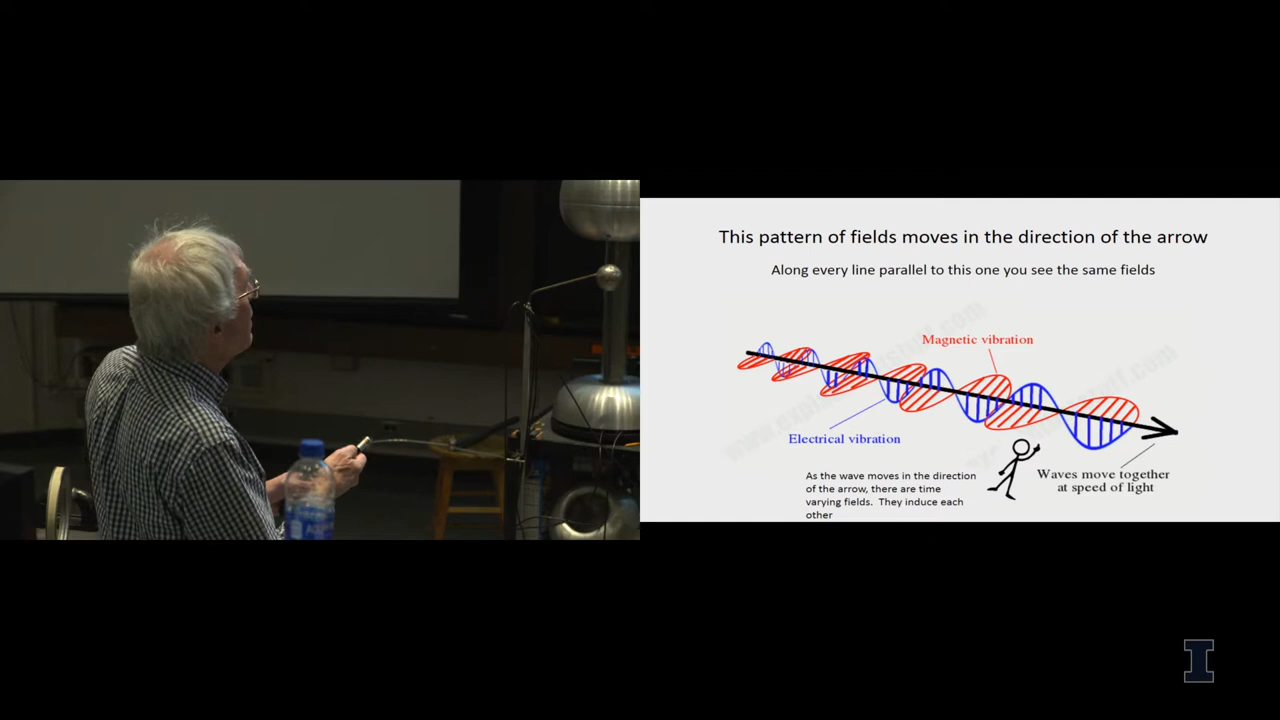 This pattern of fields moves in the direction of the arrow
Along every line parallel to this one you see the same fields
Magnetic vibration
Electrical vibration
As the wave moves in the direction
of the arrow, there are time
varying fields. They induce each
other
Waves move together
at speed of light
I